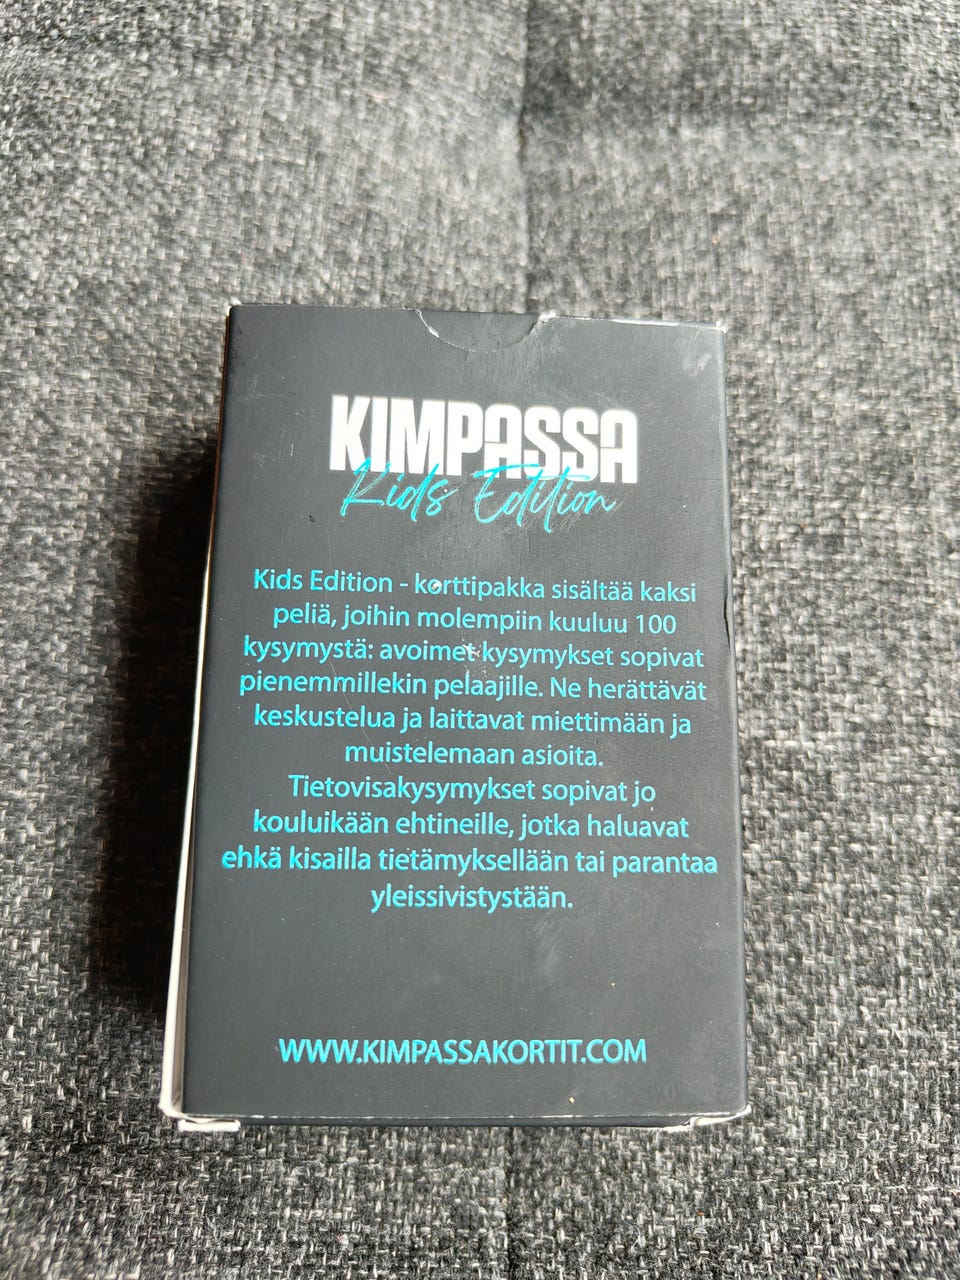 KIMPASSA
Kids Edition
Kids Edition - korttipakka sisältää kaksi
peliä, joihin molempiin kuuluu 100
kysymystä: avoimet kysymykset sopivat
pienemmillekin pelaajille. Ne herättävät
keskustelua ja laittavat miettimään ja
muistelemaan asioita.
Tietovisakysymykset sopivat jo
kouluikään ehtineille, jotka haluavat
ehkä kisailla tietämyksellään tai parantaa
yleissivistystään.
WWW.KIMPASSAKORTIT.COM